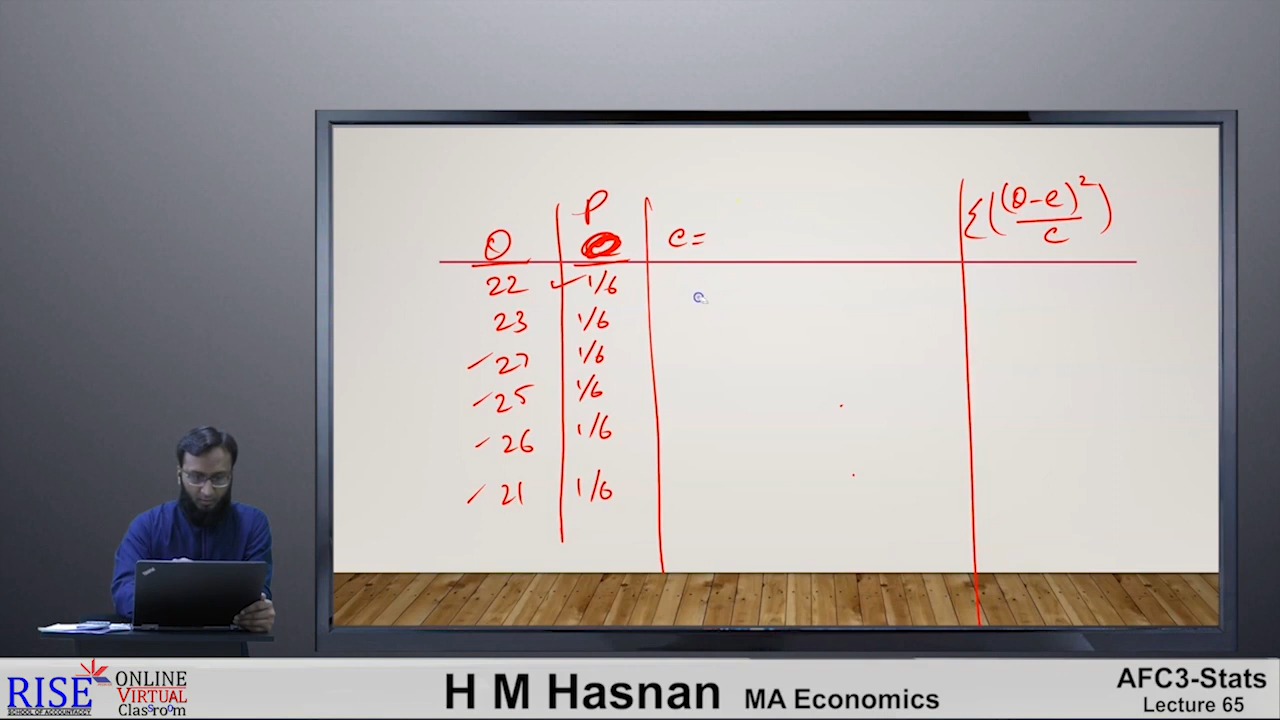 O | P | e = | Σ((O-e)²/e)
22 1/6
23 1/6
27 1/6
25 1/6
26 1/6
21 1/6
ThinkPad
RISE
SCHOOL OF ACCOUNTANCY
ONLINE
VIRTUAL
Classroom
H M Hasnan MA Economics
AFC3-Stats
Lecture 65